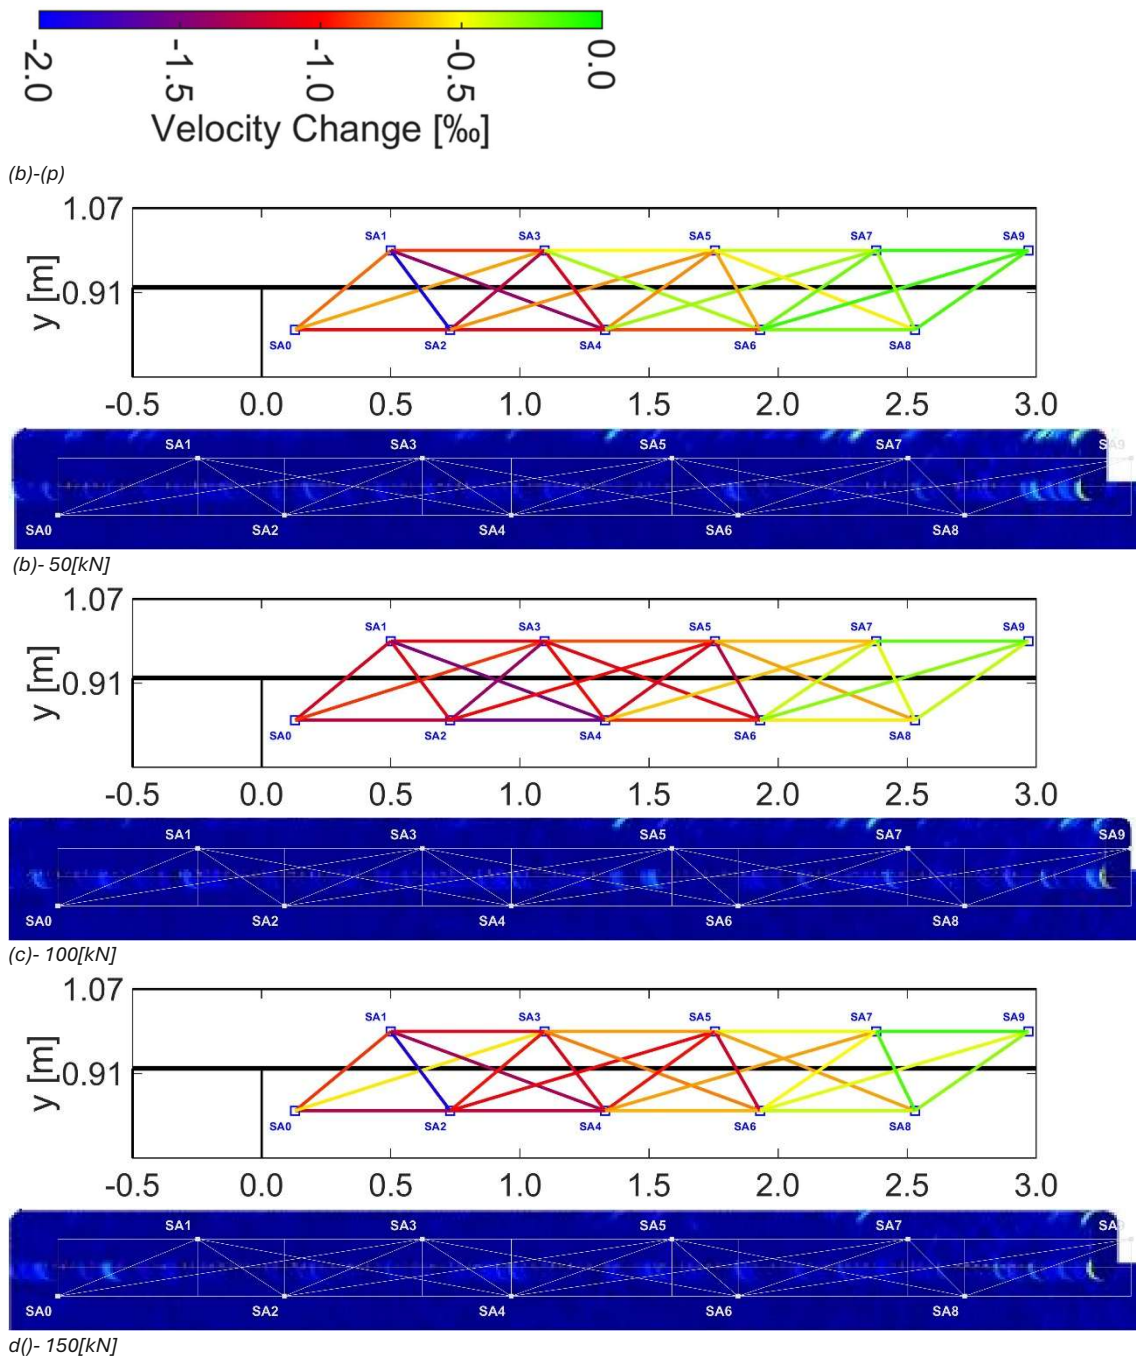 -2.0 -1.5 -1.0 -0.5 0.0
Velocity Change [‰]
(b)-(p)
1.07
0.91
y [m]
SA1 SA3 SA5 SA7 SA9
SA0 SA2 SA4 SA6 SA8
-0.5 0.0 0.5 1.0 1.5 2.0 2.5 3.0
SA1 SA3 SA5 SA7 SA9
SA0 SA2 SA4 SA6 SA8
(b)- 50[kN]
1.07
0.91
y [m]
SA1 SA3 SA5 SA7 SA9
SA0 SA2 SA4 SA6 SA8
-0.5 0.0 0.5 1.0 1.5 2.0 2.5 3.0
SA1 SA3 SA5 SA7 SA9
SA0 SA2 SA4 SA6 SA8
(c)- 100[kN]
1.07
0.91
y [m]
SA1 SA3 SA5 SA7 SA9
SA0 SA2 SA4 SA6 SA8
-0.5 0.0 0.5 1.0 1.5 2.0 2.5 3.0
SA1 SA3 SA5 SA7 SA9
SA0 SA2 SA4 SA6 SA8
d()- 150[kN]